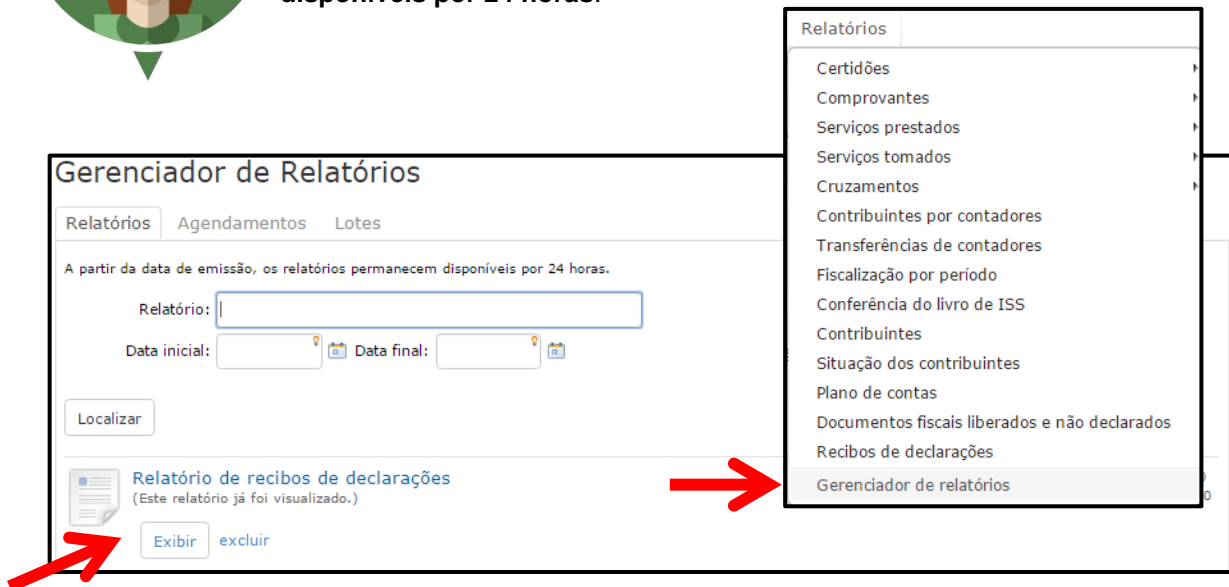 disponíveis por 24 horas.
Relatórios
Certidões
Comprovantes
Serviços prestados
Serviços tomados
Cruzamentos
Contribuintes por contadores
Transferências de contadores
Fiscalização por período
Conferência do livro de ISS
Contribuintes
Situação dos contribuintes
Plano de contas
Documentos fiscais liberados e não declarados
Recibos de declarações
Gerenciador de relatórios
Gerenciador de Relatórios
Relatórios Agendamentos Lotes
A partir da data de emissão, os relatórios permanecem disponíveis por 24 horas.
Relatório:
Data inicial: Data final:
Localizar
Relatório de recibos de declarações
(Este relatório já foi visualizado.)
Exibir excluir